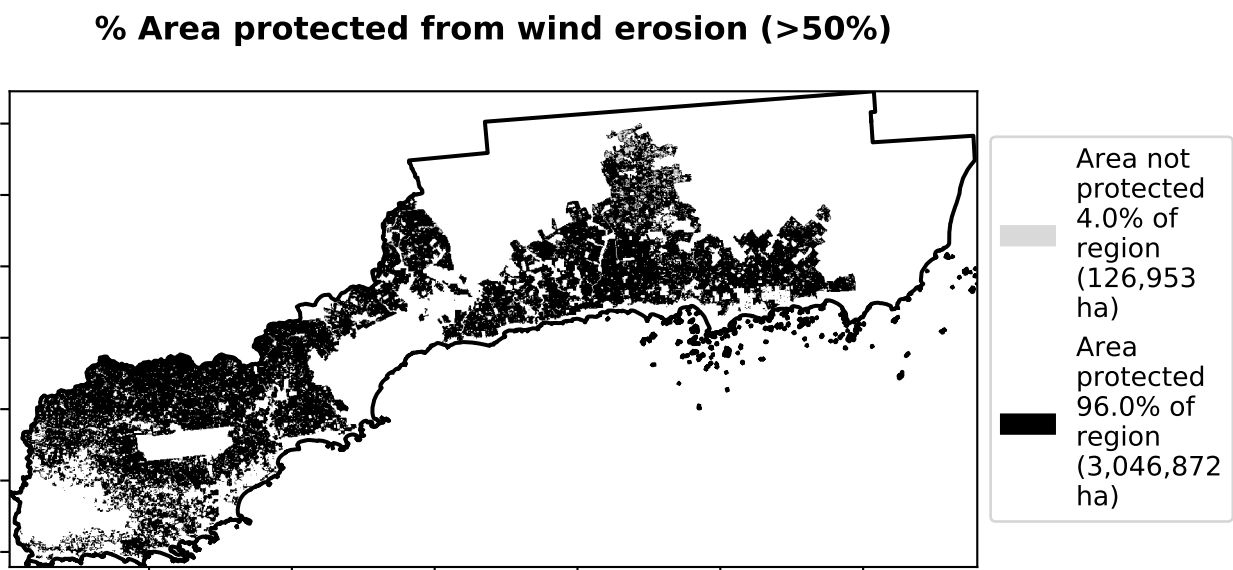 % Area protected from wind erosion (>50%)
Area not
protected
4.0% of
region
(126,953
ha)
Area
protected
96.0% of
region
(3,046,872
ha)